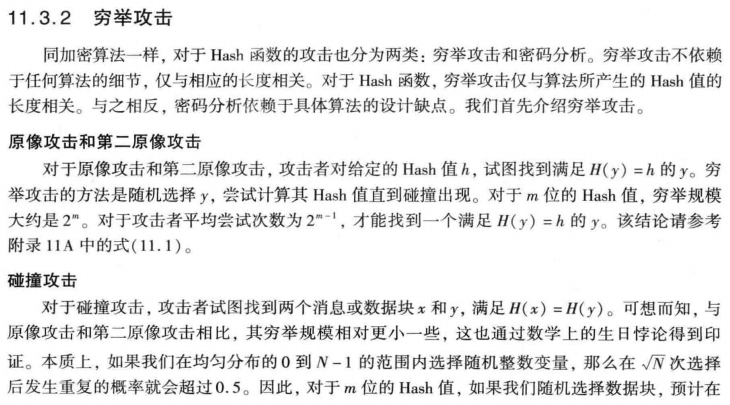 11.3.2 穷举攻击
同加密算法一样，对于 Hash 函数的攻击也分为两类：穷举攻击和密码分析。穷举攻击不依赖
于任何算法的细节，仅与相应的长度相关。对于 Hash 函数，穷举攻击仅与算法所产生的 Hash 值的
长度相关。与之相反，密码分析依赖于具体算法的设计缺点。我们首先介绍穷举攻击。
原像攻击和第二原像攻击
对于原像攻击和第二原像攻击，攻击者对给定的 Hash 值 h，试图找到满足 H(y) = h 的 y。穷
举攻击的方法是随机选择 y，尝试计算其 Hash 值直到碰撞出现。对于 m 位的 Hash 值，穷举规模
大约是 2^m。对于攻击者平均尝试次数为 2^{m-1}，才能找到一个满足 H(y) = h 的 y。该结论请参考
附录 11A 中的式(11.1)。
碰撞攻击
对于碰撞攻击，攻击者试图找到两个消息或数据块 x 和 y，满足 H(x) = H(y)。可想而知，与
原像攻击和第二原像攻击相比，其穷举规模相对更小一些，这也通过数学上的生日悖论得到印
证。本质上，如果我们在均匀分布的 0 到 N - 1 的范围内选择随机整数变量，那么在 √N 次选择
后发生重复的概率就会超过 0.5。因此，对于 m 位的 Hash 值，如果我们随机选择数据块，预计在